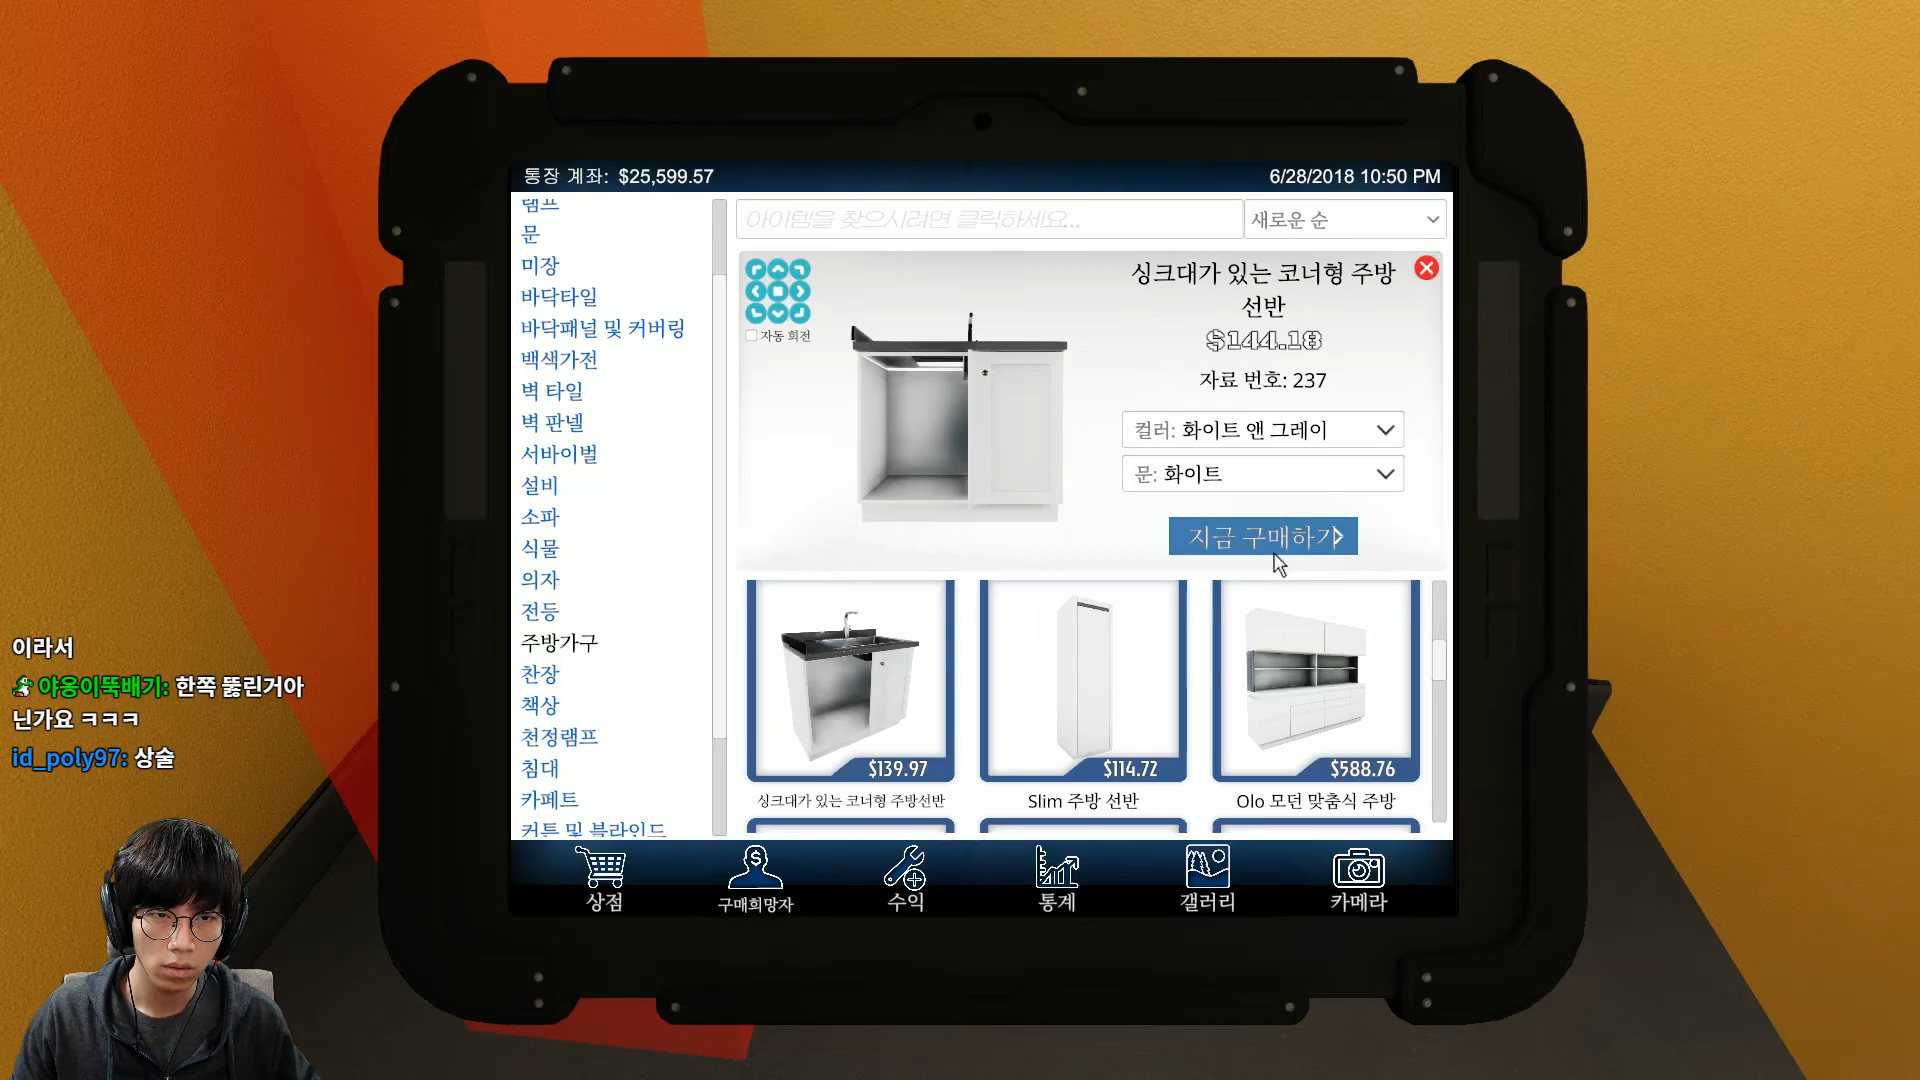 통장 계좌: $25,599.57
6/28/2018 10:50 PM
램프
문
미장
바닥타일
바닥패널 및 커버링
백색가전
벽 타일
벽 판넬
서바이벌
설비
소파
식물
의자
전등
주방가구
찬장
책상
천정램프
침대
카페트
커튼 및 블라인드
아이템을 찾으시려면 클릭하세요...
새로운 순
자동 회전
싱크대가 있는 코너형 주방
선반
$144.18
자료 번호: 237
컬러: 화이트 앤 그레이
문: 화이트
지금 구매하기
$139.97
싱크대가 있는 코너형 주방선반
$114.72
Slim 주방 선반
$588.76
Olo 모던 맞춤식 주방
상점
구매희망자
수익
통계
갤러리
카메라
이라서
야옹이뚝배기: 한쪽 뚫린거아
닌가요 ㅋㅋㅋ
id_poly97: 상술